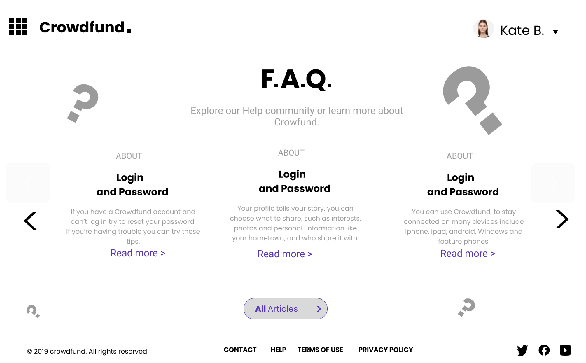 Crowdfund.
Kate B.
F.A.Q.
Explore our Help community or learn more about
Crowfund.
ABOUT
Login
and Password
If you have a Crowdfund account and
can't log in try to reset your password.
If you're having trouble you can try these
tips.
Read more >
ABOUT
Login
and Password
Your profile tells your story, you can
choose what to share, such as interests,
photos and personal information like
your hometown, and who share it with.
Read more >
ABOUT
Login
and Password
You can use Crowdfund, to stay
connected on many devices include
Iphone, Ipad, android, Windows and
feature phones
Read more >
All Articles >
© 2019 crowdfund. All rights reserved
CONTACT HELP TERMS OF USE PRIVACY POLICY